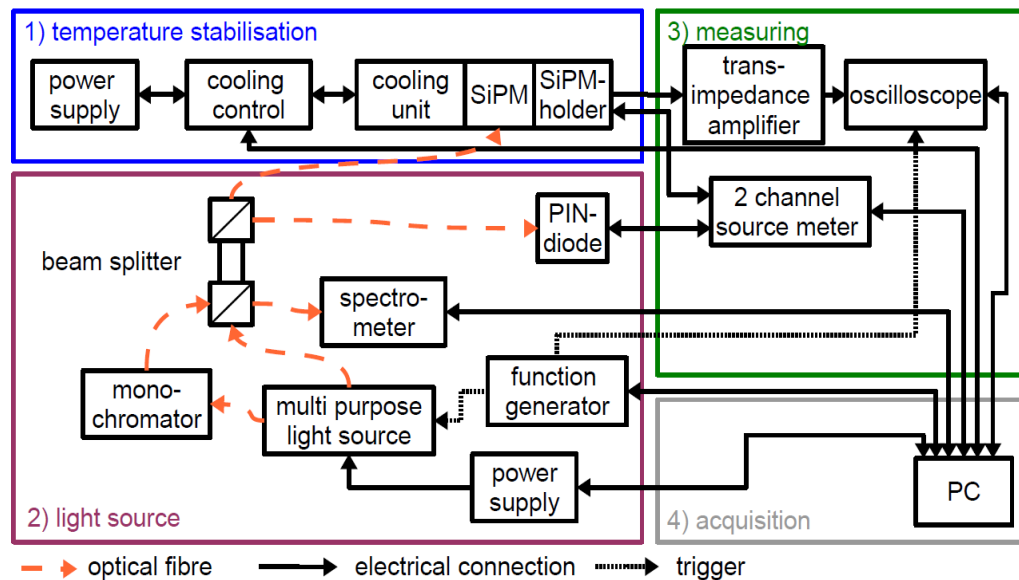 1) temperature stabilisation
power
supply
cooling
control
cooling
unit
SiPM
SiPM-
holder
3) measuring
trans-
impedance
amplifier
oscilloscope
2 channel
source meter
PIN-
diode
beam splitter
spectro-
meter
mono-
chromator
multi purpose
light source
function
generator
power
supply
2) light source
PC
4) acquisition
optical fibre
electrical connection
trigger